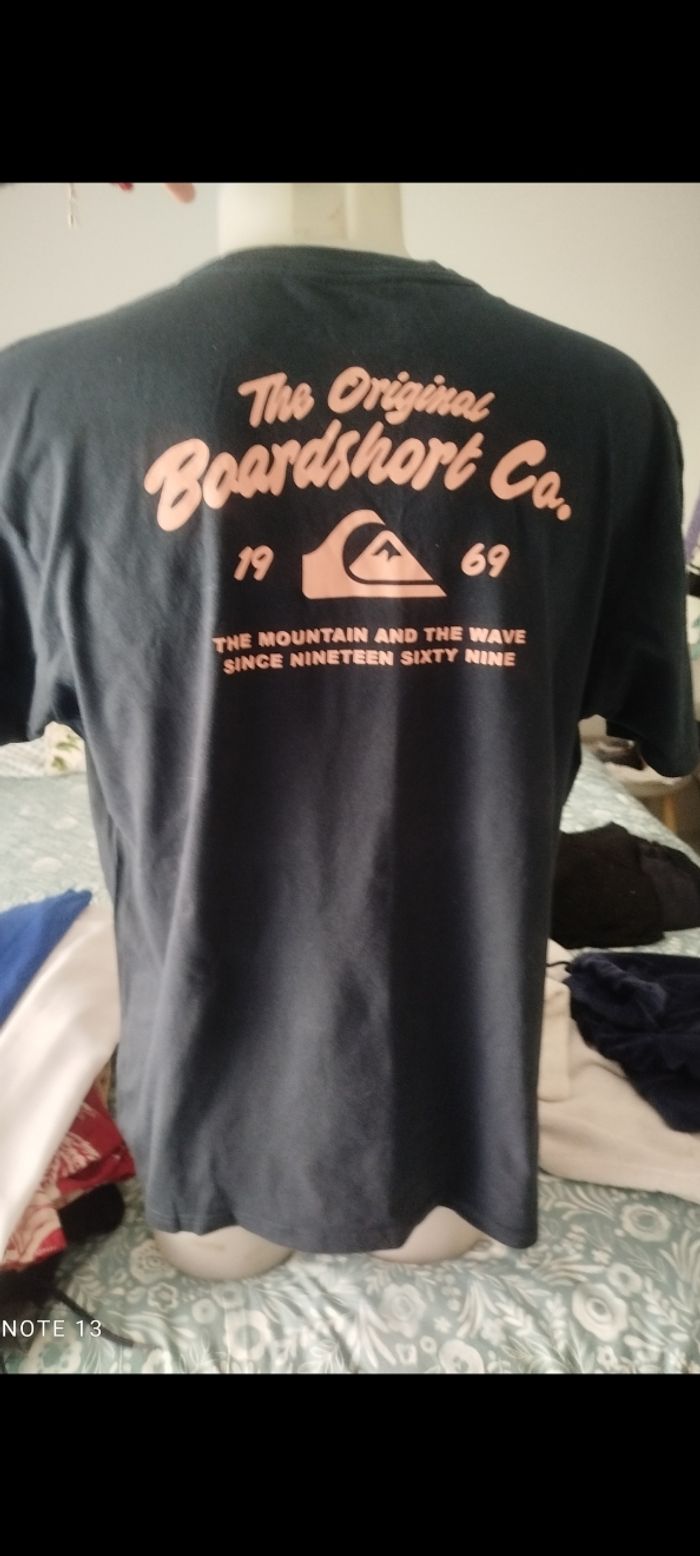 The Original
Boardshort Co.
19 69
THE MOUNTAIN AND THE WAVE
SINCE NINETEEN SIXTY NINE
NOTE 13